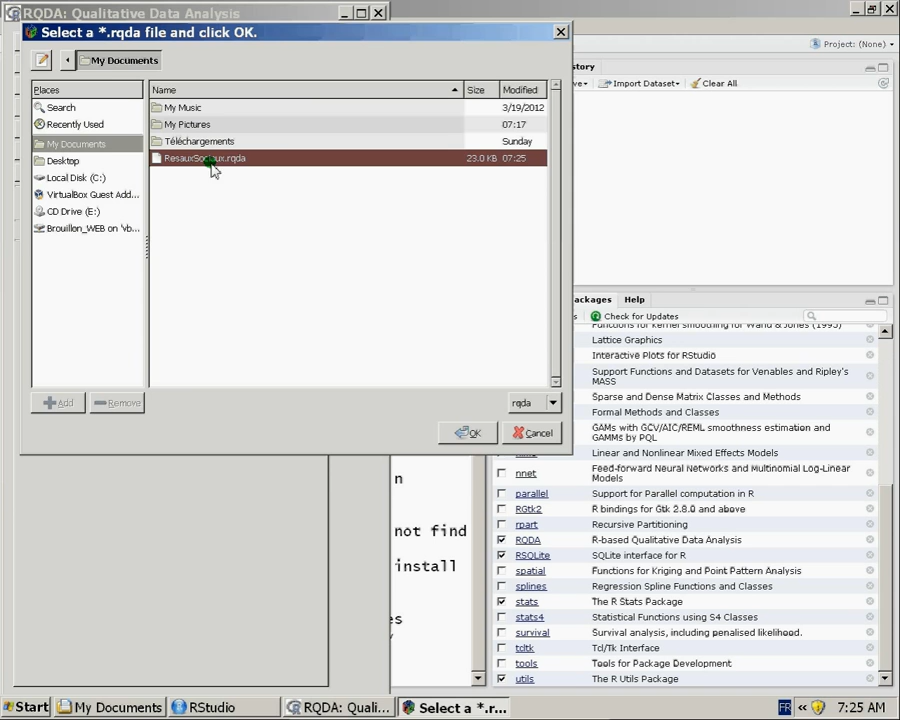 RQDA: Qualitative Data Analysis
Select a *.rqda file and click OK.
My Documents
Places
Name
Size
Modified
Search
Recently Used
My Documents
Desktop
Local Disk (C:)
VirtualBox Guest Add...
CD Drive (E:)
Brouillon_WEB on 'vb...
My Music
3/19/2012
My Pictures
07:17
Téléchargements
Sunday
23.0 KB
07:25
Add
Remove
rqda
OK
Cancel
Project: (None)
story
Import Dataset
Clear All
ackages
Help
Check for Updates
Functions for kernel smoothing for Wand & Jones (1995)
Lattice Graphics
Interactive Plots for RStudio
Support Functions and Datasets for Venables and Ripley's
MASS
Sparse and Dense Matrix Classes and Methods
Formal Methods and Classes
GAMs with GCV/AIC/REML smoothness estimation and
GAMMs by PQL
Linear and Nonlinear Mixed Effects Models
nnet
Feed-forward Neural Networks and Multinomial Log-Linear
Models
parallel
Support for Parallel computation in R
RGtk2
R bindings for Gtk 2.8.0 and above
rpart
Recursive Partitioning
RQDA
R-based Qualitative Data Analysis
RSQLite
SQLite interface for R
spatial
Functions for Kriging and Point Pattern Analysis
splines
Regression Spline Functions and Classes
stats
The R Stats Package
stats4
Statistical Functions using S4 Classes
survival
Survival analysis, including penalised likelihood.
tcltk
Tcl/Tk Interface
tools
Tools for Package Development
utils
The R Utils Package
n
not find
install
es
Start
My Documents
RStudio
RQDA: Quali...
Select a *.r...
FR
7:25 AM